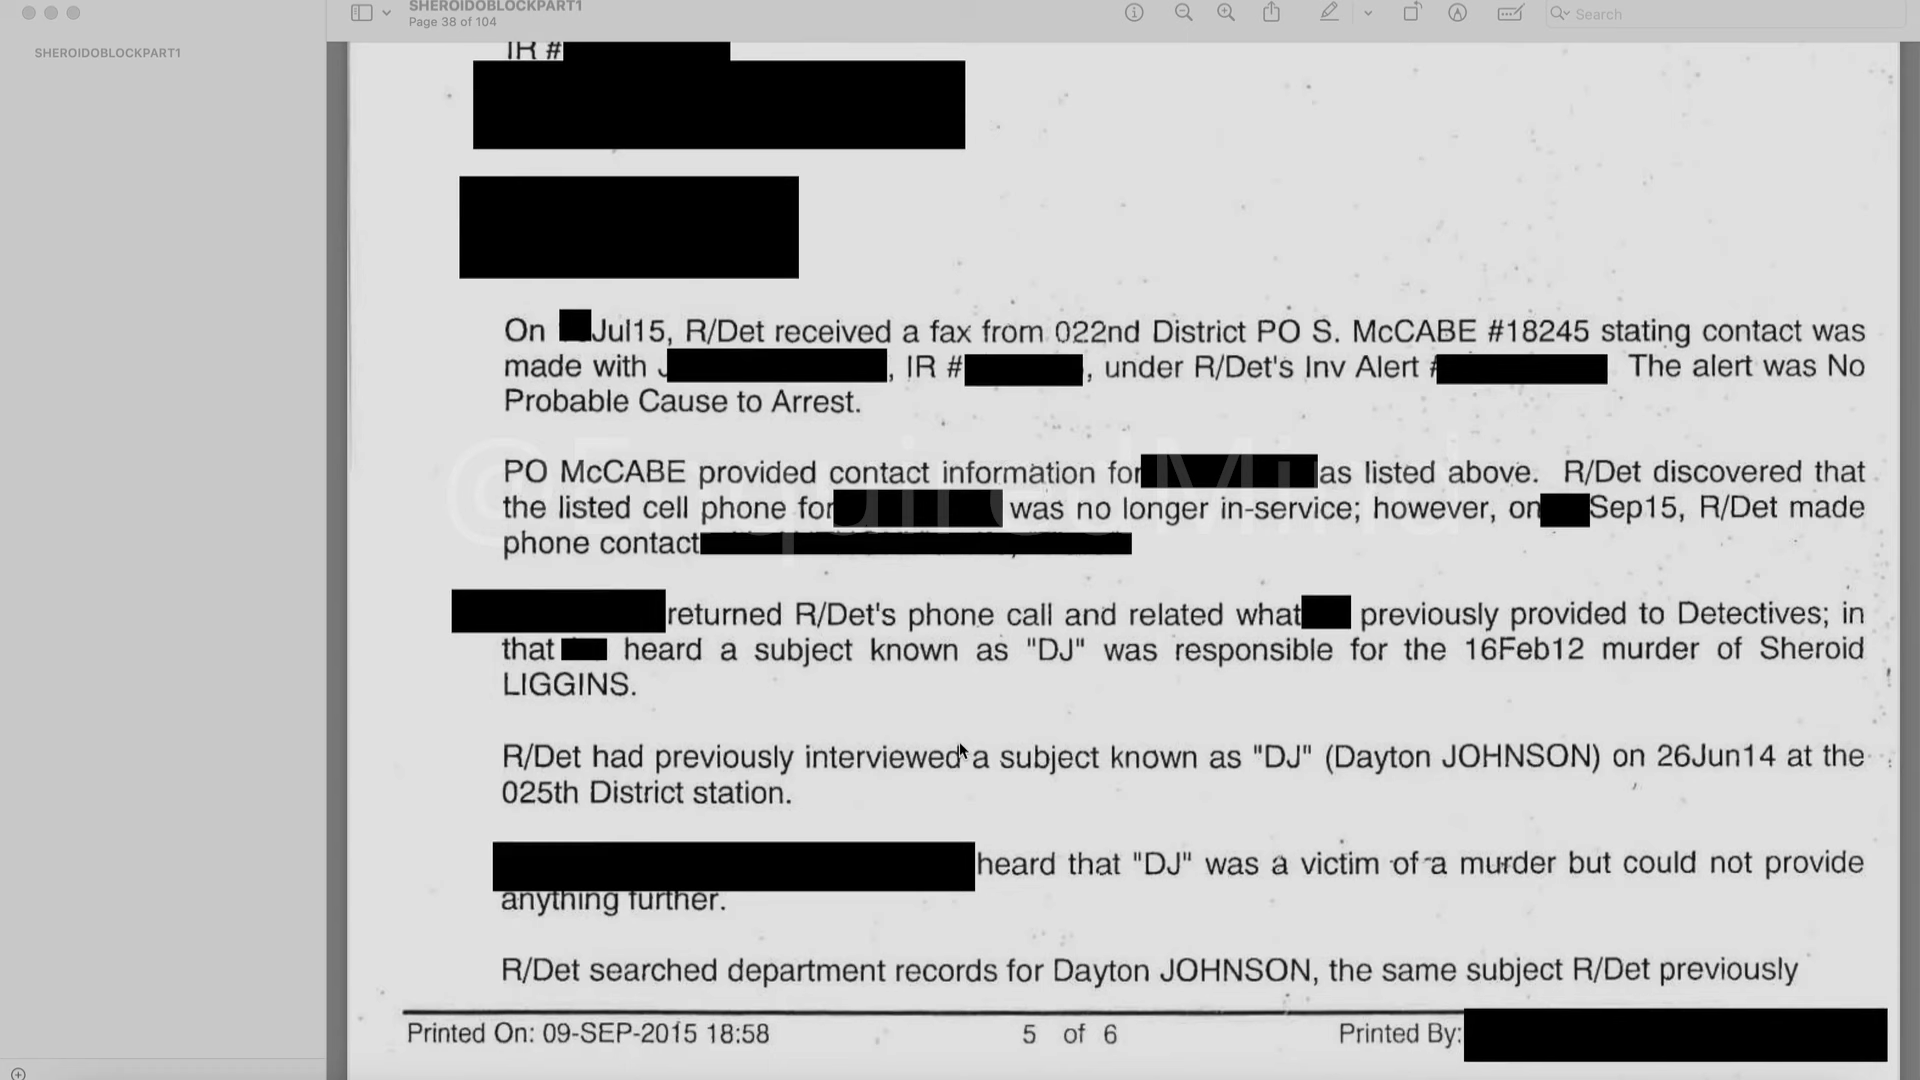 SHEROIDOBLOCKPART1
Page 38 of 104
Search
SHEROIDOBLOCKPART1
IR #
On Jul15, R/Det received a fax from 022nd District PO S. McCABE #18245 stating contact was
made with , IR # , under R/Det's Inv Alert # The alert was No
Probable Cause to Arrest.
@EnquiredMind
PO McCABE provided contact information for as listed above. R/Det discovered that
the listed cell phone for was no longer in-service; however, on Sep15, R/Det made
phone contact
returned R/Det's phone call and related what previously provided to Detectives; in
that heard a subject known as "DJ" was responsible for the 16Feb12 murder of Sheroid
LIGGINS.
R/Det had previously interviewed a subject known as "DJ" (Dayton JOHNSON) on 26Jun14 at the
025th District station.
heard that "DJ" was a victim of a murder but could not provide
anything further.
R/Det searched department records for Dayton JOHNSON, the same subject R/Det previously
Printed On: 09-SEP-2015 18:58 5 of 6 Printed By: